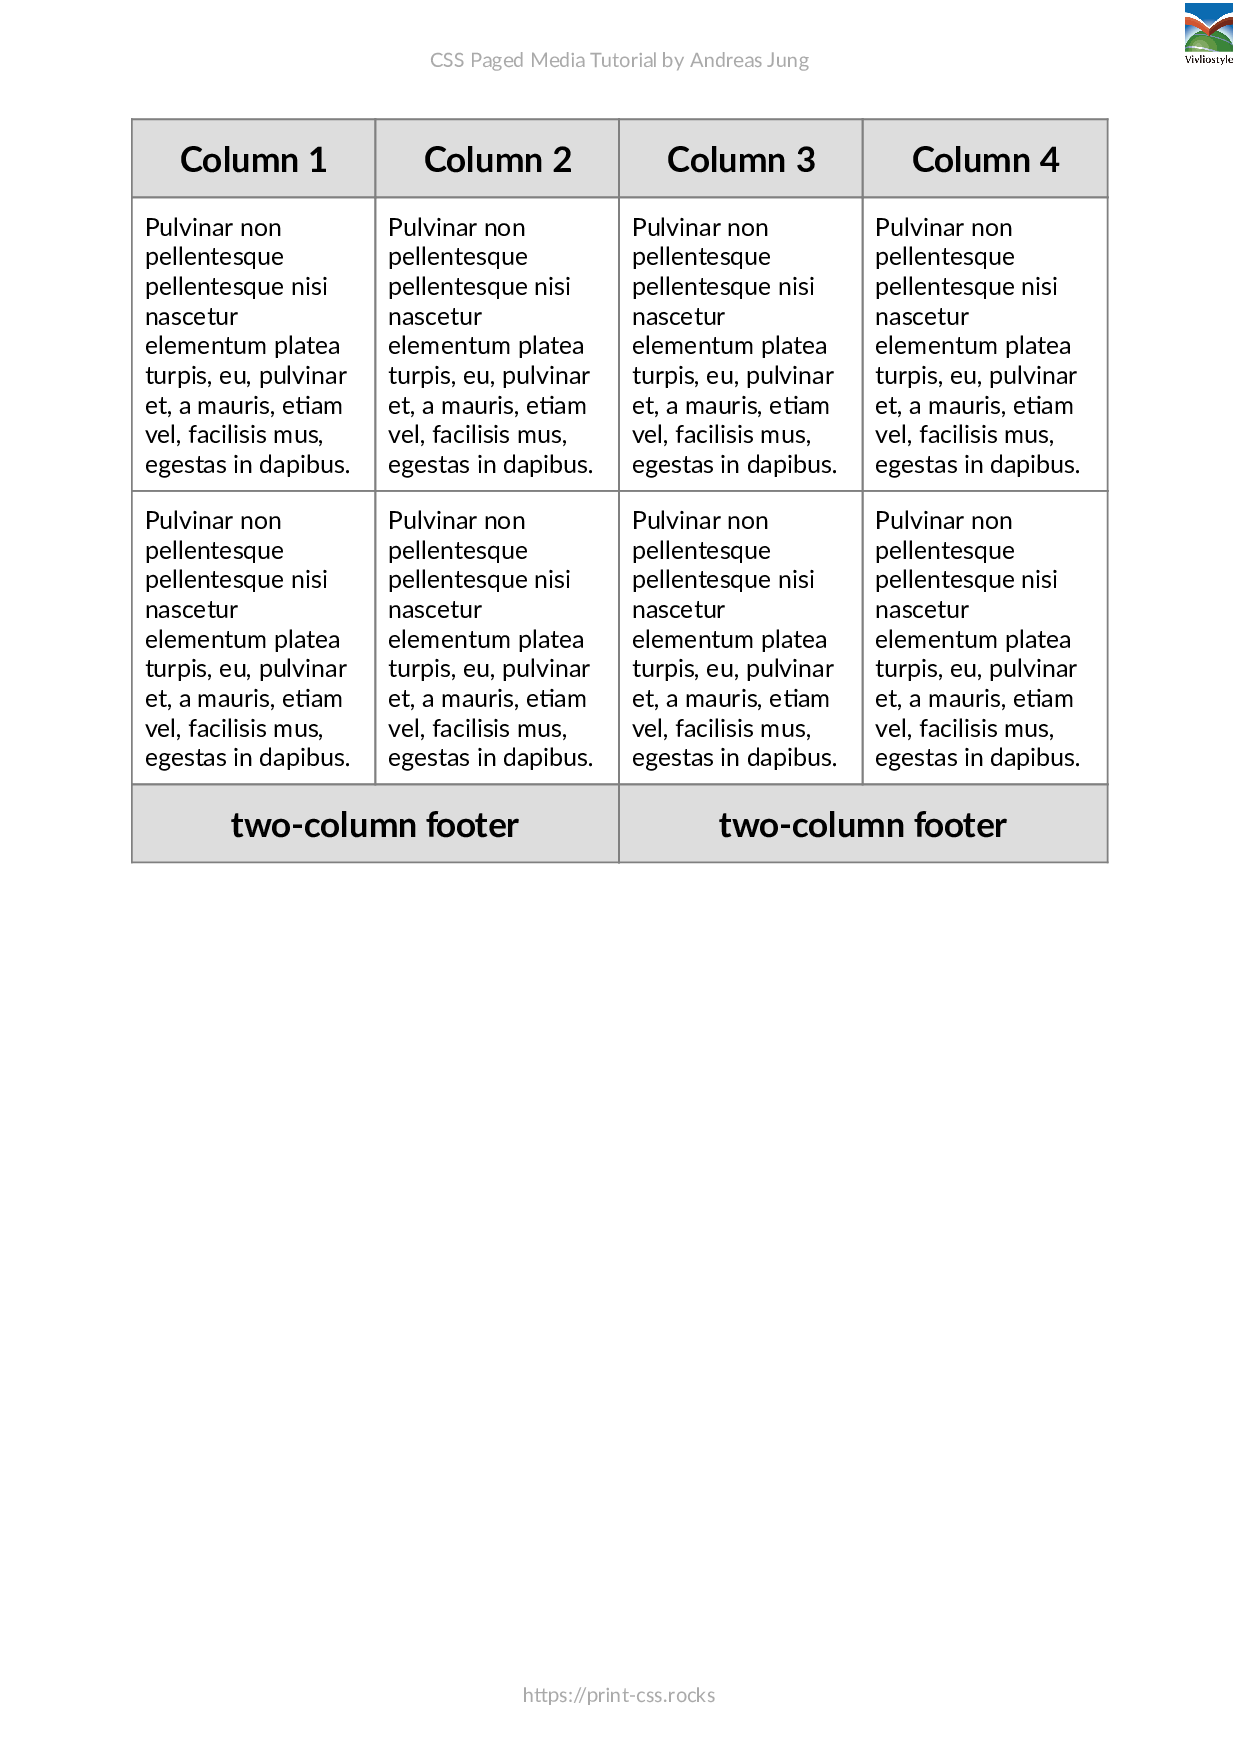 CSS Paged Media Tutorial by Andreas Jung
Vivliostyle
Column 1 Column 2 Column 3 Column 4
Pulvinar non
pellentesque
pellentesque nisi
nascetur
elementum platea
turpis, eu, pulvinar
et, a mauris, etiam
vel, facilisis mus,
egestas in dapibus.
Pulvinar non
pellentesque
pellentesque nisi
nascetur
elementum platea
turpis, eu, pulvinar
et, a mauris, etiam
vel, facilisis mus,
egestas in dapibus.
Pulvinar non
pellentesque
pellentesque nisi
nascetur
elementum platea
turpis, eu, pulvinar
et, a mauris, etiam
vel, facilisis mus,
egestas in dapibus.
Pulvinar non
pellentesque
pellentesque nisi
nascetur
elementum platea
turpis, eu, pulvinar
et, a mauris, etiam
vel, facilisis mus,
egestas in dapibus.
Pulvinar non
pellentesque
pellentesque nisi
nascetur
elementum platea
turpis, eu, pulvinar
et, a mauris, etiam
vel, facilisis mus,
egestas in dapibus.
Pulvinar non
pellentesque
pellentesque nisi
nascetur
elementum platea
turpis, eu, pulvinar
et, a mauris, etiam
vel, facilisis mus,
egestas in dapibus.
Pulvinar non
pellentesque
pellentesque nisi
nascetur
elementum platea
turpis, eu, pulvinar
et, a mauris, etiam
vel, facilisis mus,
egestas in dapibus.
Pulvinar non
pellentesque
pellentesque nisi
nascetur
elementum platea
turpis, eu, pulvinar
et, a mauris, etiam
vel, facilisis mus,
egestas in dapibus.
two-column footer two-column footer
https://print-css.rocks